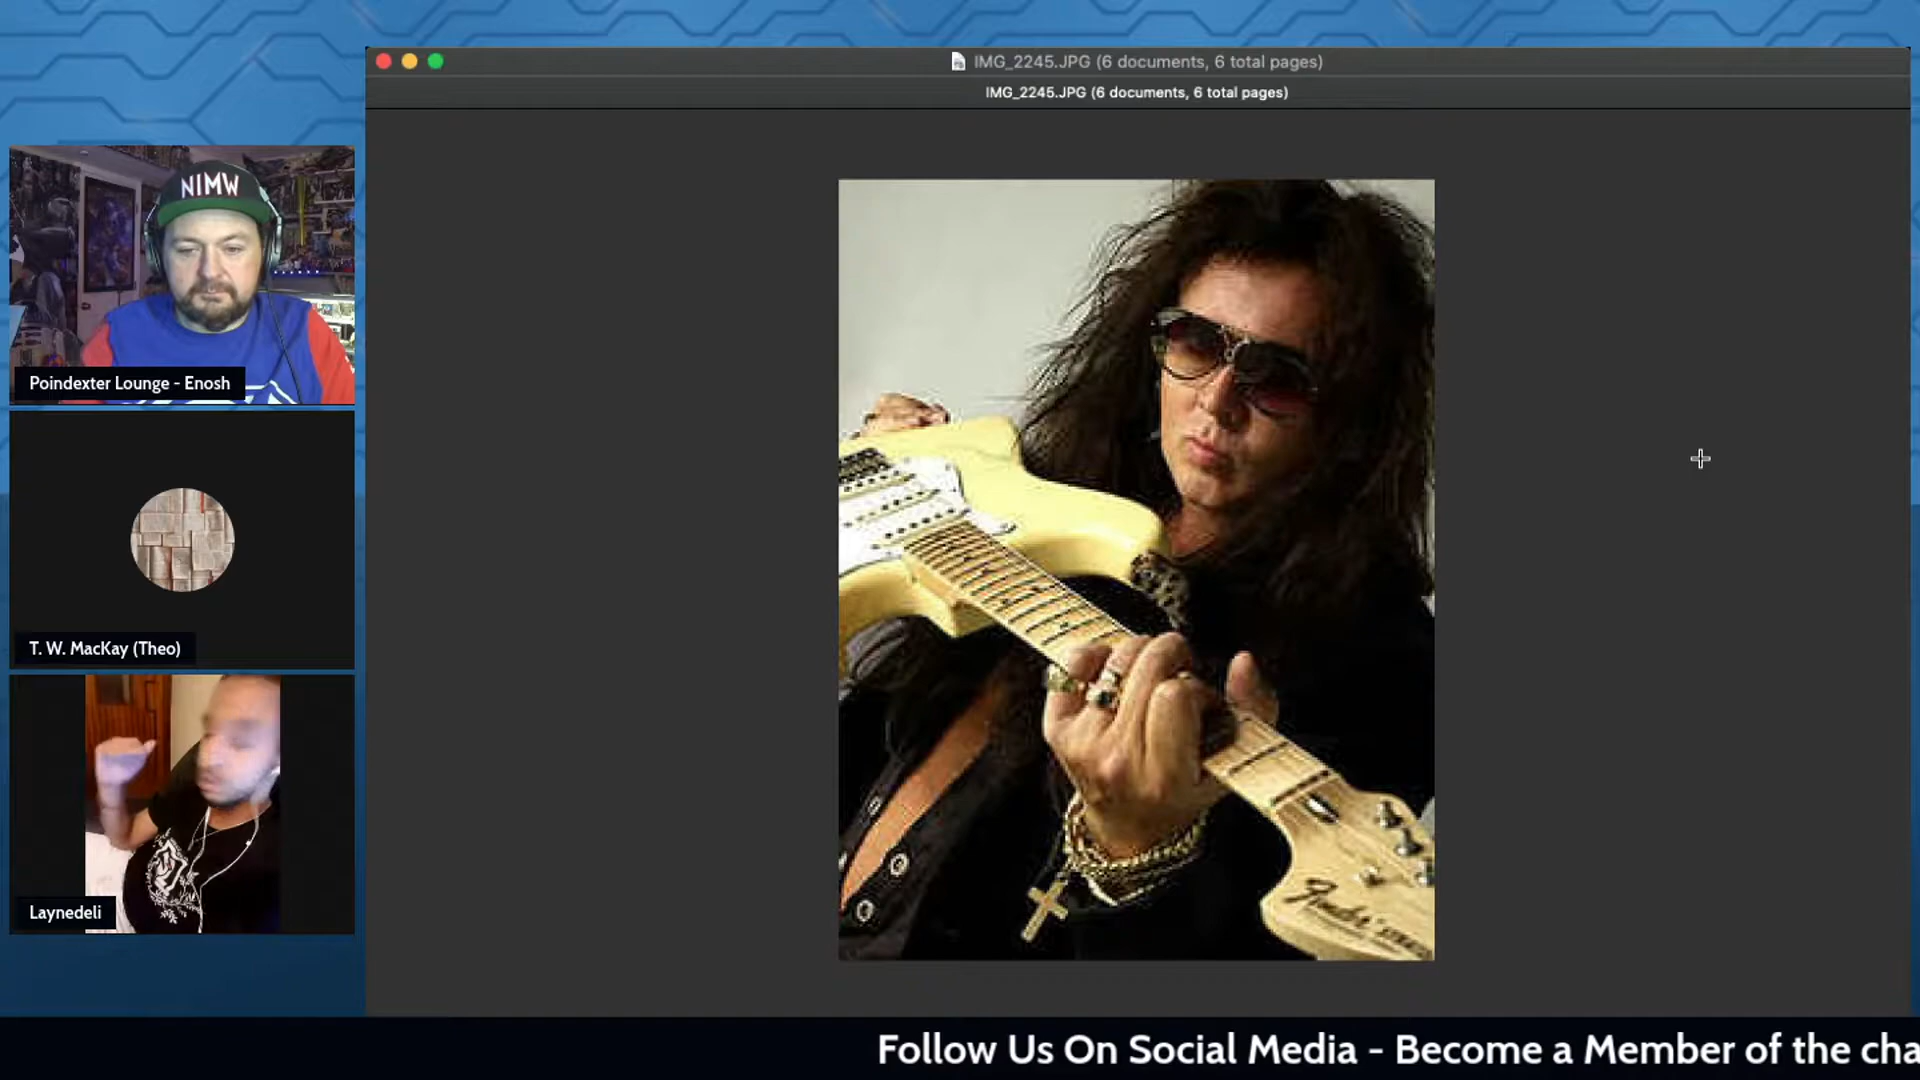 IMG_2245.JPG (6 documents, 6 total pages)
IMG_2245.JPG (6 documents, 6 total pages)
NIMW
Poindexter Lounge - Enosh
T. W. MacKay (Theo)
Laynedeli
Fender
Follow Us On Social Media - Become a Member of the cha